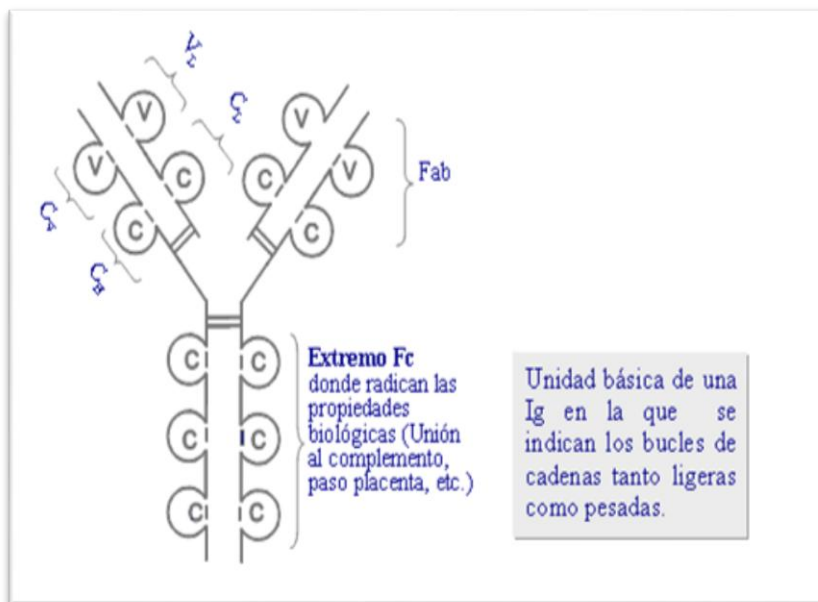 V
V
V
V
C
C
C
C
Fab
C
C
C
C
C
C
Extremo Fc
donde radican las
propiedades
biológicas (Unión
al complemento,
paso placenta, etc.)
Unidad básica de una
Ig en la que se
indican los bucles de
cadenas tanto ligeras
como pesadas.